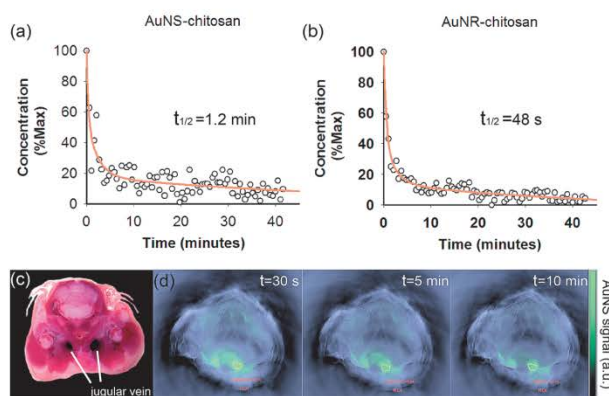 (a) AuNS-chitosan
(b) AuNR-chitosan
Concentration
(%Max)
100
80
60
40
20
0
t1/2=1.2 min
0 10 20 30 40
Time (minutes)
Concentration
(%Max)
100
80
60
40
20
0
t1/2=48 s
0 10 20 30 40
Time (minutes)
(c)
jugular vein
(d)
t=30 s
t=5 min
t=10 min
AuNS signal (a.u.)